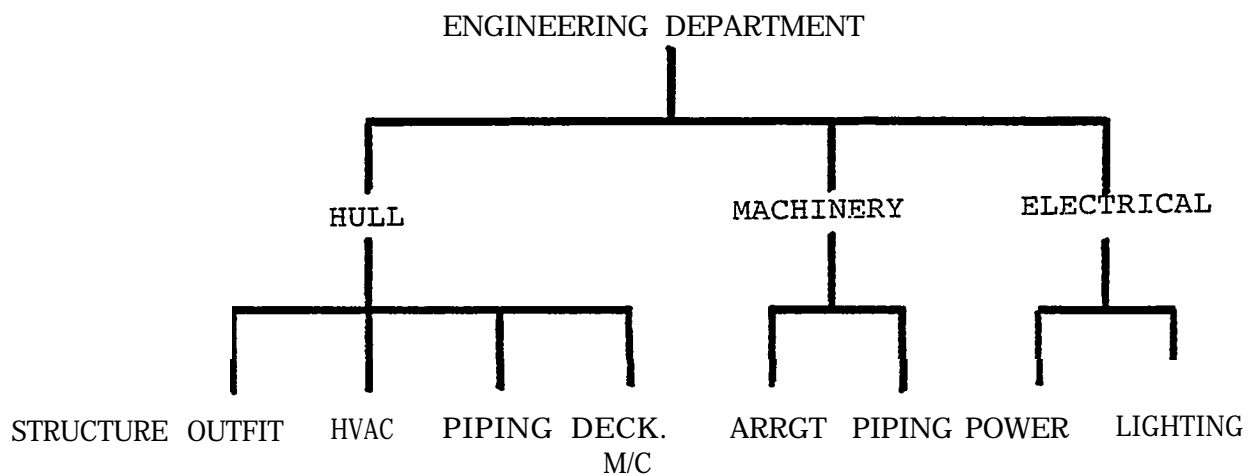 ENGINEERING DEPARTMENT
HULL MACHINERY ELECTRICAL
STRUCTURE OUTFIT HVAC PIPING DECK. ARRGT PIPING POWER LIGHTING
M/C